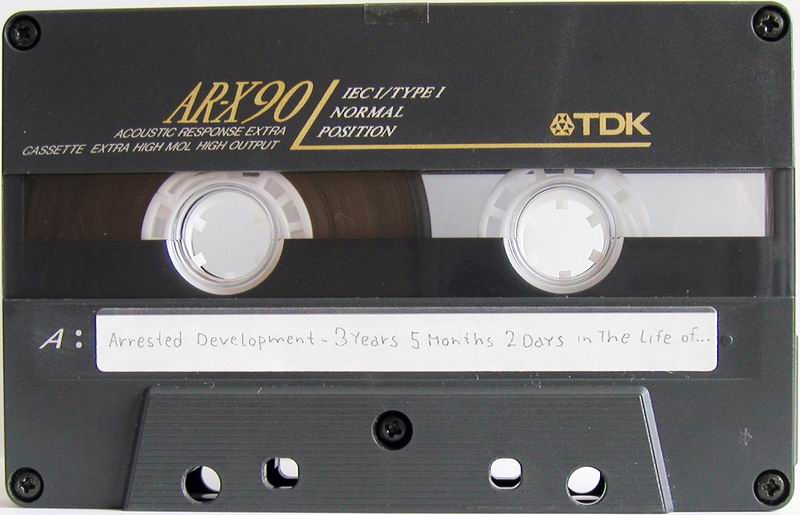 AR-X90
IEC I/TYPE I
NORMAL
POSITION
ACOUSTIC RESPONSE EXTRA
CASSETTE EXTRA HIGH MOL HIGH OUTPUT
TDK
A: Arrested Development - 3 Years 5 Months 2 Days in The Life of...